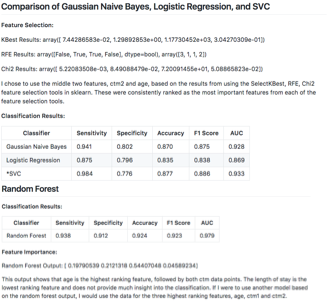 Comparison of Gaussian Naive Bayes, Logistic Regression, and SVC
Feature Selection:
KBest Results: array([ 7.44286583e-02, 1.29892853e+00, 1.17730452e+03, 3.04270309e-01])
RFE Results: array([False, True, True, False], dtype=bool), array([3, 1, 1, 2])
Chi2 Results: array([ 5.22083508e-03, 8.49088479e-02, 7.20091455e+01, 5.08865823e-02])
I chose to use the middle two features, ctm2 and age, based on the results from using the SelectKBest, RFE, Chi2
feature selection tools in sklearn. These were consistently ranked as the most important features from each of the
feature selection tools.
Classification Results:
Classifier Sensitivity Specificity Accuracy F1 Score AUC
Gaussian Naive Bayes 0.941 0.802 0.870 0.875 0.928
Logistic Regression 0.875 0.796 0.835 0.838 0.869
*SVC 0.984 0.776 0.877 0.886 0.933
Random Forest
Classification Results:
Classifier Sensitivity Specificity Accuracy F1 Score AUC
Random Forest 0.938 0.912 0.924 0.923 0.979
Feature Importance:
Random Forest Output: [ 0.19790539 0.2121318 0.54407048 0.04589234]
This output shows that age is the highest ranking feature, followed by both ctm data points. The length of stay is the
lowest ranking feature and does not provide much insight into the classification. If I were to use another model
based on the random forest output, I would use the data for the three highest ranking features, age, ctm1 and ctm2.